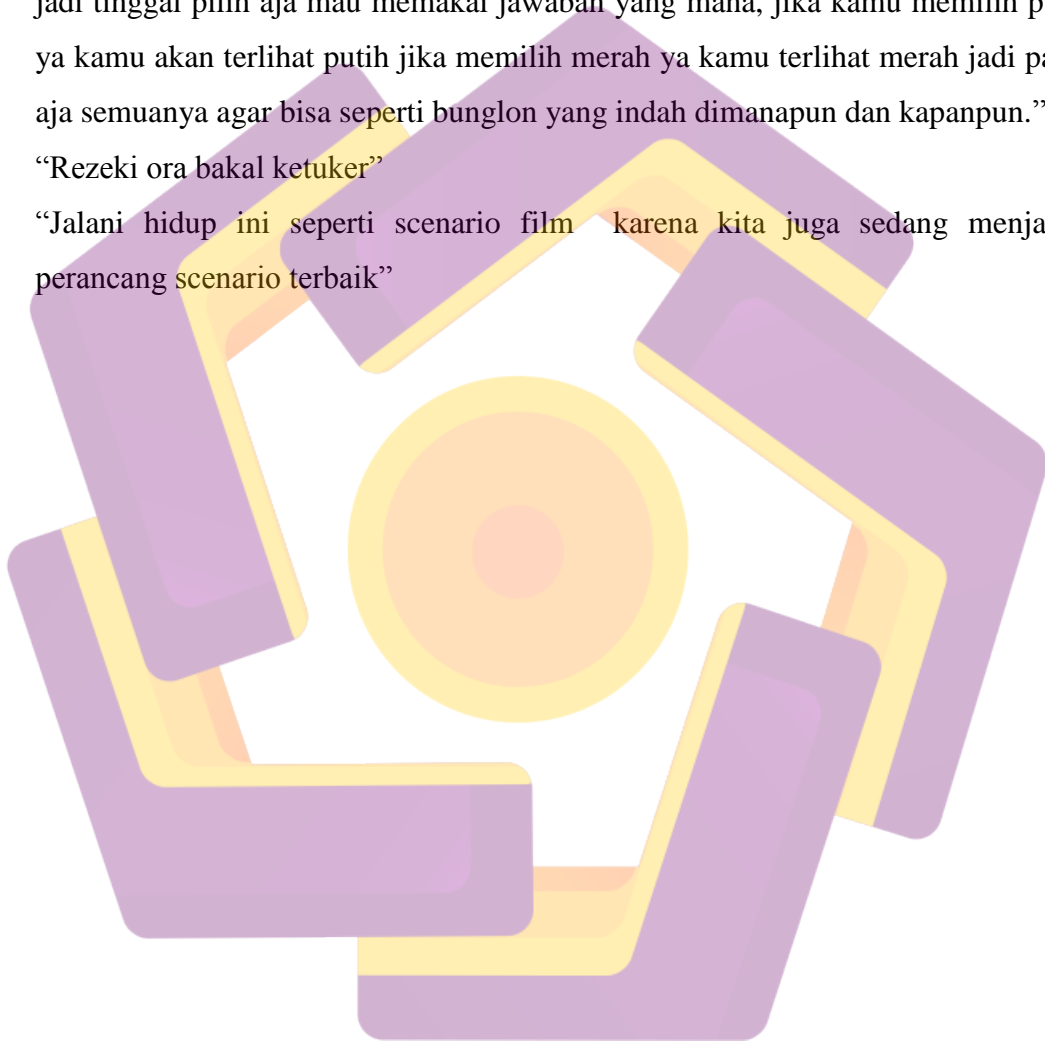 jadi tinggal pilih aja mau memakai jawaban yang mana, jika kamu memilih
ya kamu akan terlihat putih jika memilih merah ya kamu terlihat merah jadi
aja semuanya agar bisa seperti bunglon yang indah dimanapun dan kapanpun.”
“Rezeki ora bakal ketuker”
“Jalani hidup ini seperti scenario film karena kita juga sedang
perancang scenario terbaik”